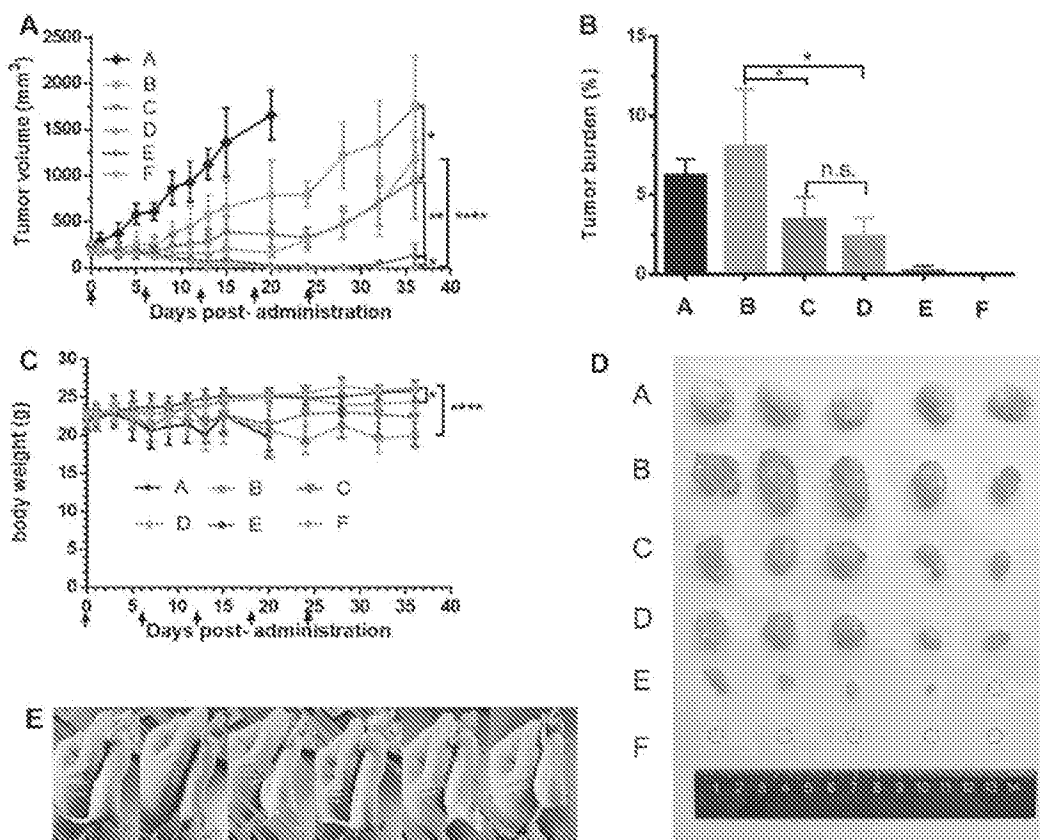 A
Tumor volume (mm³)
2500
2000
1500
1000
500
0
A
B
C
D
E
F
*
**
****
*
0 5 10 15 20 25 30 35 40
Days post- administration
B
Tumor burden (%)
15
10
5
0
*
*
n.s.
A B C D E F
C
body weight (g)
30
25
20
15
10
5
0
*
****
A B C
D E F
0 5 10 15 20 25 30 35 40
Days post- administration
D
A
B
C
D
E
F
E